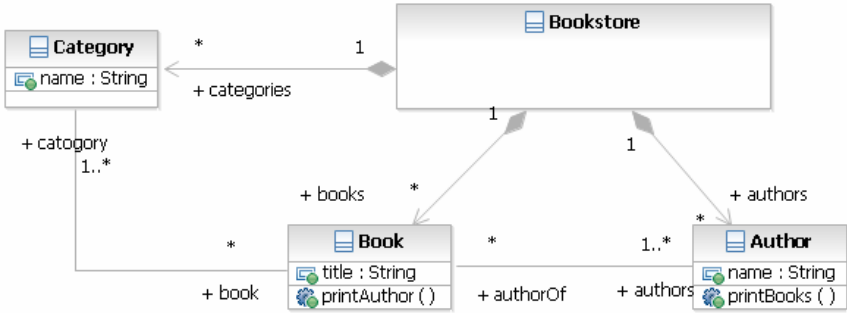 Bookstore
Category
* 1
name : String
+ categories
1 1
+ catogory
1..*
+ books * + authors
*
Book * 1..* Author
* title : String name : String
+ book printAuthor ( ) + authorOf + authors printBooks ( )